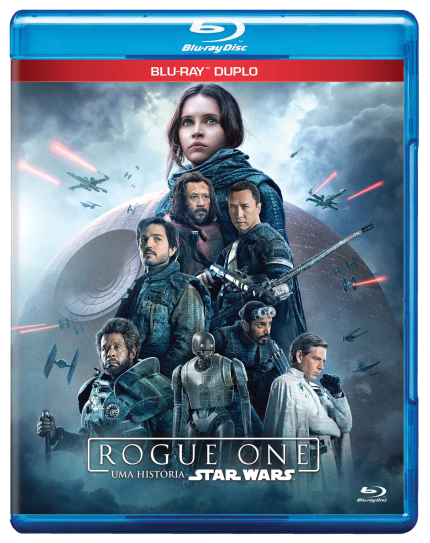 Blu-ray Disc
BLU-RAY™ DUPLO
ROGUE ONE
UMA HISTÓRIA STAR WARS
Blu-ray Disc